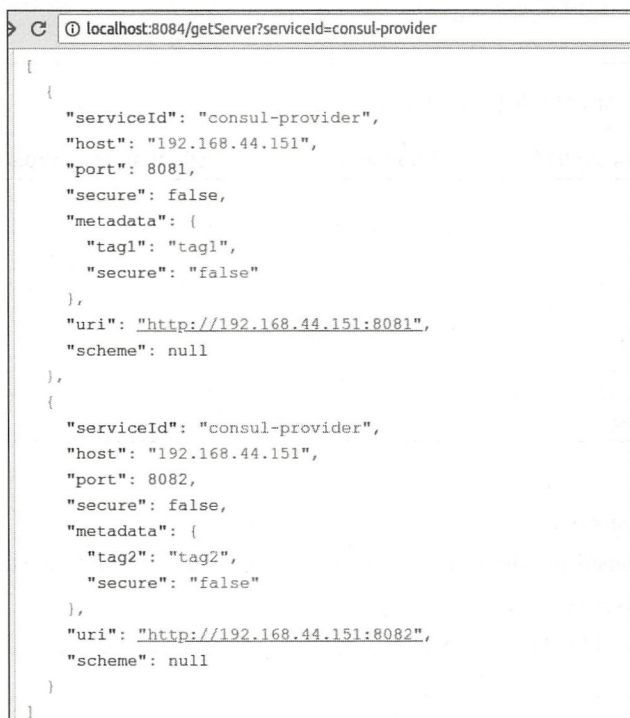 localhost:8084/getServer?serviceId=consul-provider
[
  {
    "serviceId": "consul-provider",
    "host": "192.168.44.151",
    "port": 8081,
    "secure": false,
    "metadata": {
      "tag1": "tag1",
      "secure": "false"
    },
    "uri": "http://192.168.44.151:8081",
    "scheme": null
  },
  {
    "serviceId": "consul-provider",
    "host": "192.168.44.151",
    "port": 8082,
    "secure": false,
    "metadata": {
      "tag2": "tag2",
      "secure": "false"
    },
    "uri": "http://192.168.44.151:8082",
    "scheme": null
  }
]